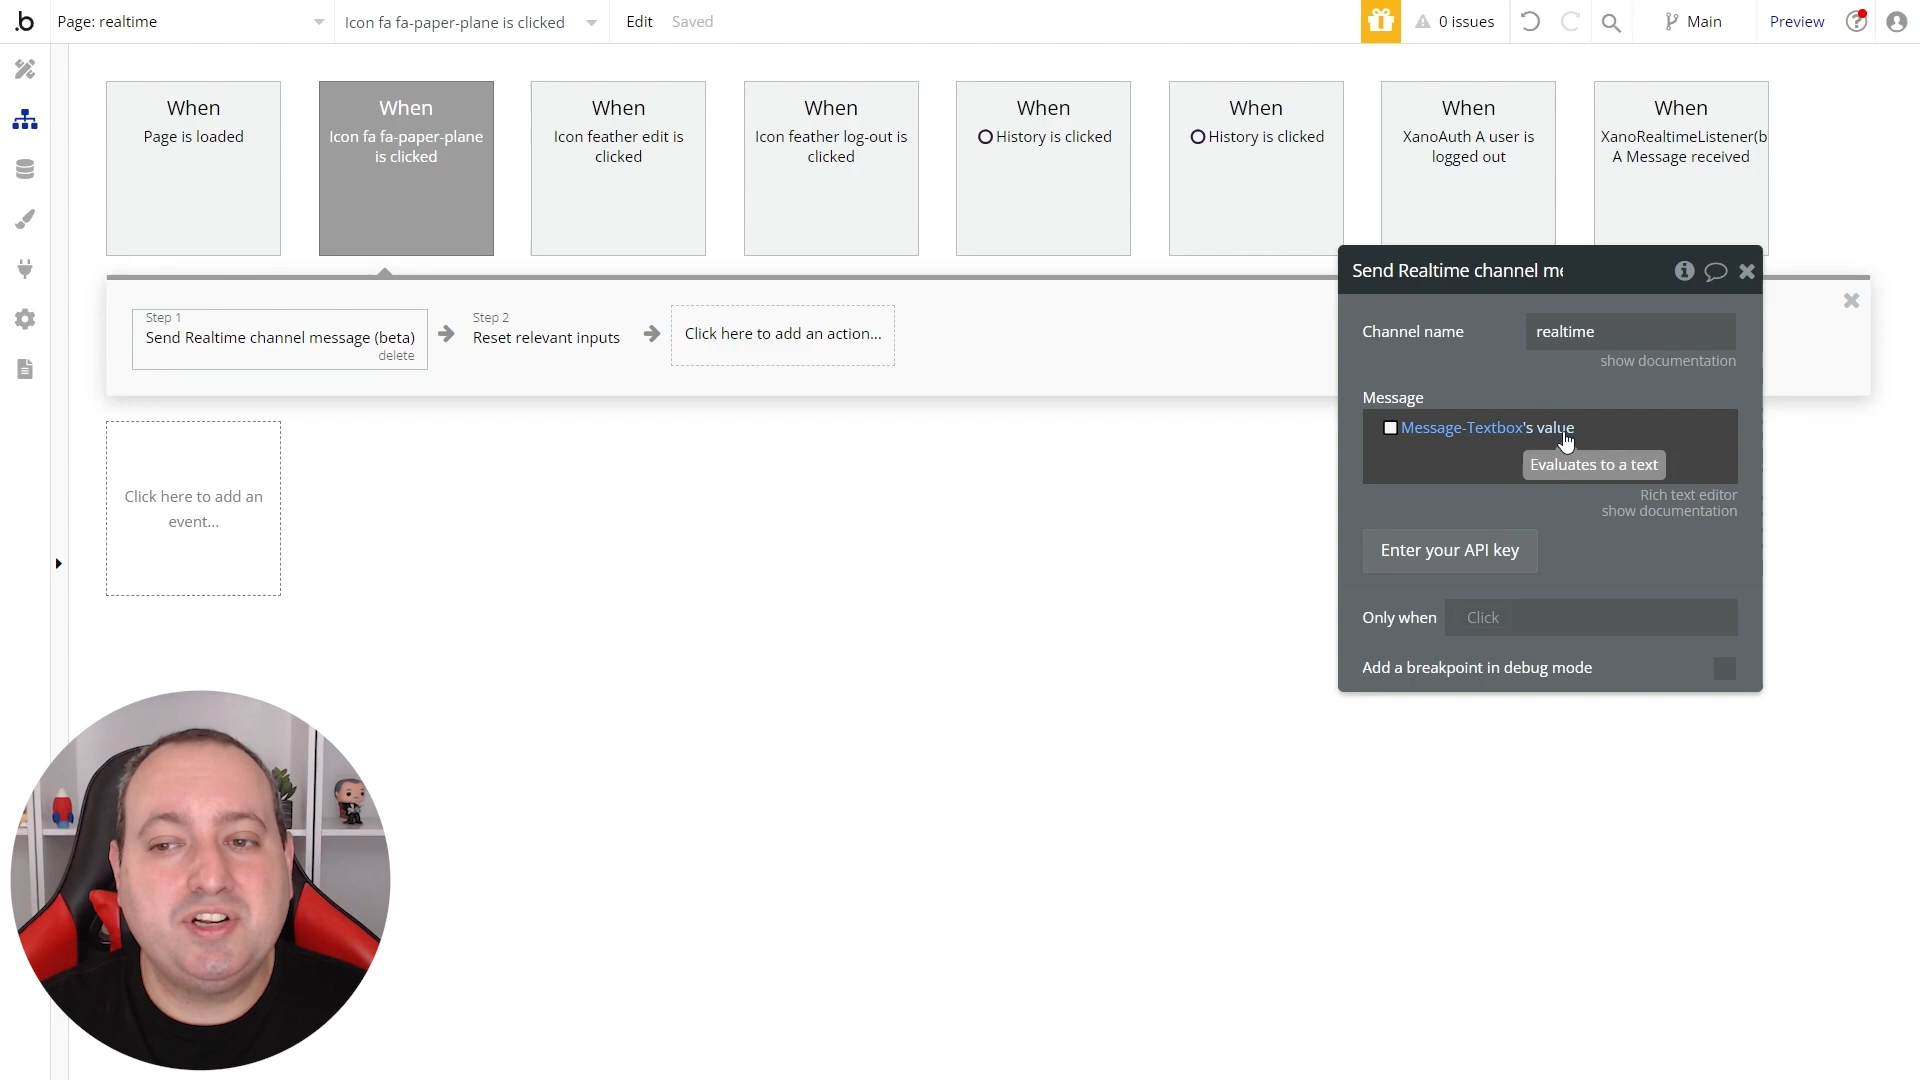 .b
Page: realtime
Icon fa fa-paper-plane is clicked
Edit
Saved
0 issues
Main
Preview
When
Page is loaded
When
Icon fa fa-paper-plane
is clicked
When
Icon feather edit is
clicked
When
Icon feather log-out is
clicked
When
History is clicked
When
History is clicked
When
XanoAuth A user is
logged out
When
XanoRealtimeListener(b
A Message received
Step 1
Send Realtime channel message (beta)
delete
Step 2
Reset relevant inputs
Click here to add an action...
Click here to add an
event...
Send Realtime channel me
Channel name
realtime
show documentation
Message
Message-Textbox's value
Evaluates to a text
Rich text editor
show documentation
Enter your API key
Only when
Click
Add a breakpoint in debug mode